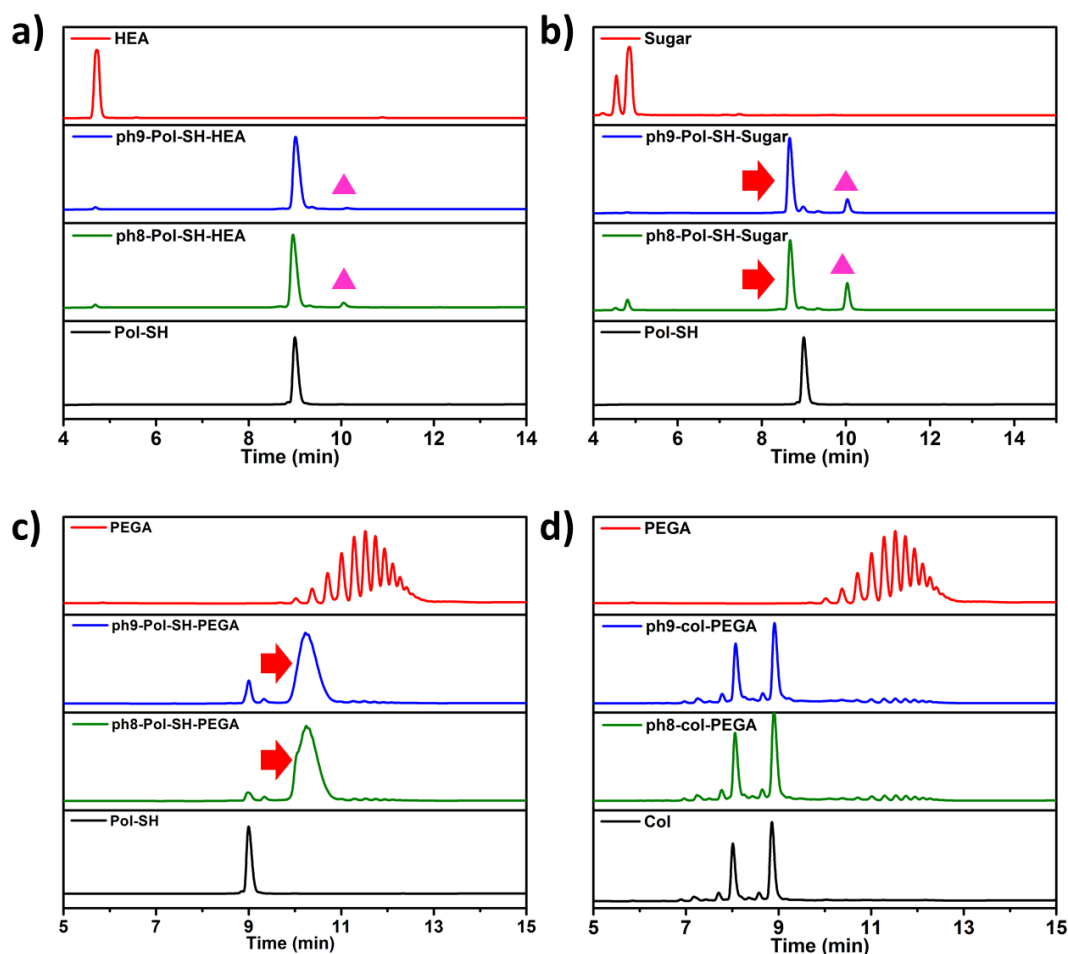 a)
HEA
ph9-Pol-SH-HEA
ph8-Pol-SH-HEA
Pol-SH
4 6 8 10 12 14
Time (min)
b)
Sugar
ph9-Pol-SH-Sugar
ph8-Pol-SH-Sugar
Pol-SH
4 6 8 10 12 14
Time (min)
c)
PEGA
ph9-Pol-SH-PEGA
ph8-Pol-SH-PEGA
Pol-SH
5 7 9 11 13 15
Time (min)
d)
PEGA
ph9-col-PEGA
ph8-col-PEGA
Col
5 7 9 11 13 15
Time (min)